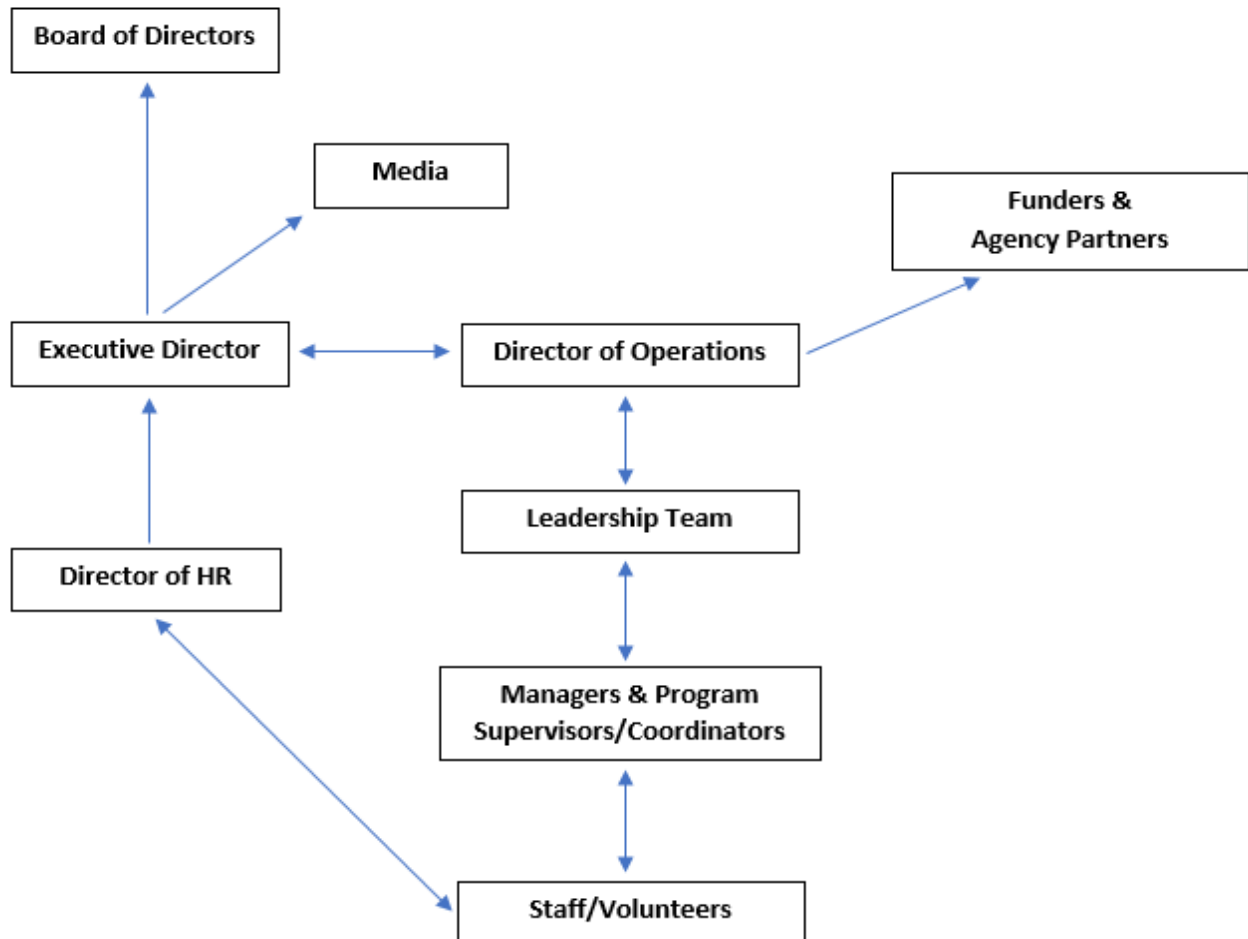 Board of Directors
Media
Funders &
Agency Partners
Executive Director
Director of Operations
Leadership Team
Director of HR
Managers & Program
Supervisors/Coordinators
Staff/Volunteers